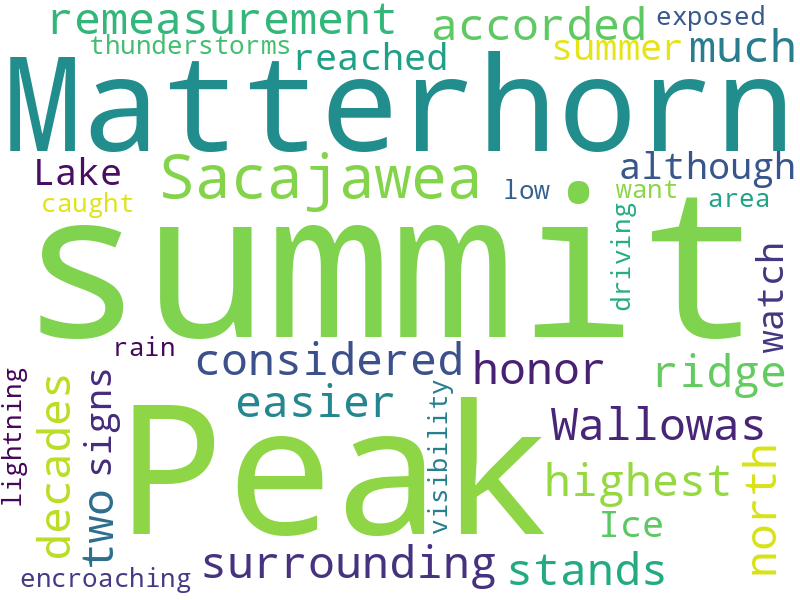 remeasurement
accorded
exposed
thunderstorms
reached
summer
much
Matterhorn
Lake
Sacajawea
although
caught
low
want
area
summit
driving
watch
rain
considered
honor
ridge
lightning
decades
signs
easier
visibility
Wallowas
Peak
highest
north
two
Ice
surrounding
stands
encroaching